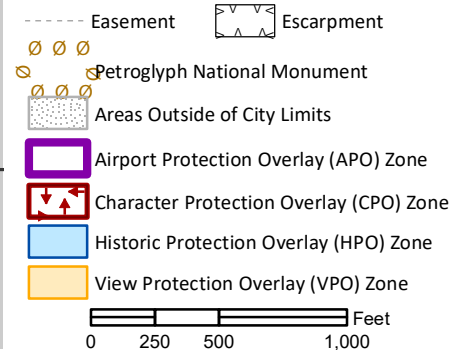 Easement Escarpment
Petroglyph National Monument
Areas Outside of City Limits
Airport Protection Overlay (APO) Zone
Character Protection Overlay (CPO) Zone
Historic Protection Overlay (HPO) Zone
View Protection Overlay (VPO) Zone
Feet
0 250 500 1,000